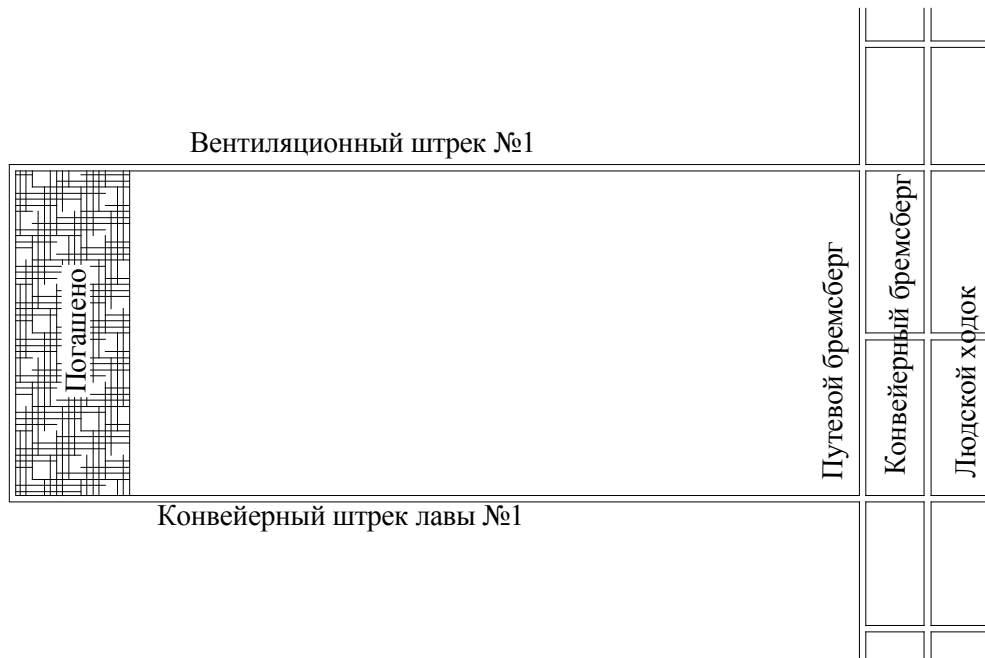 Вентиляционный штрек №1
Погашено
Путевой бремсберг
Конвейерный бремсберг
Людской ходок
Конвейерный штрек лавы №1